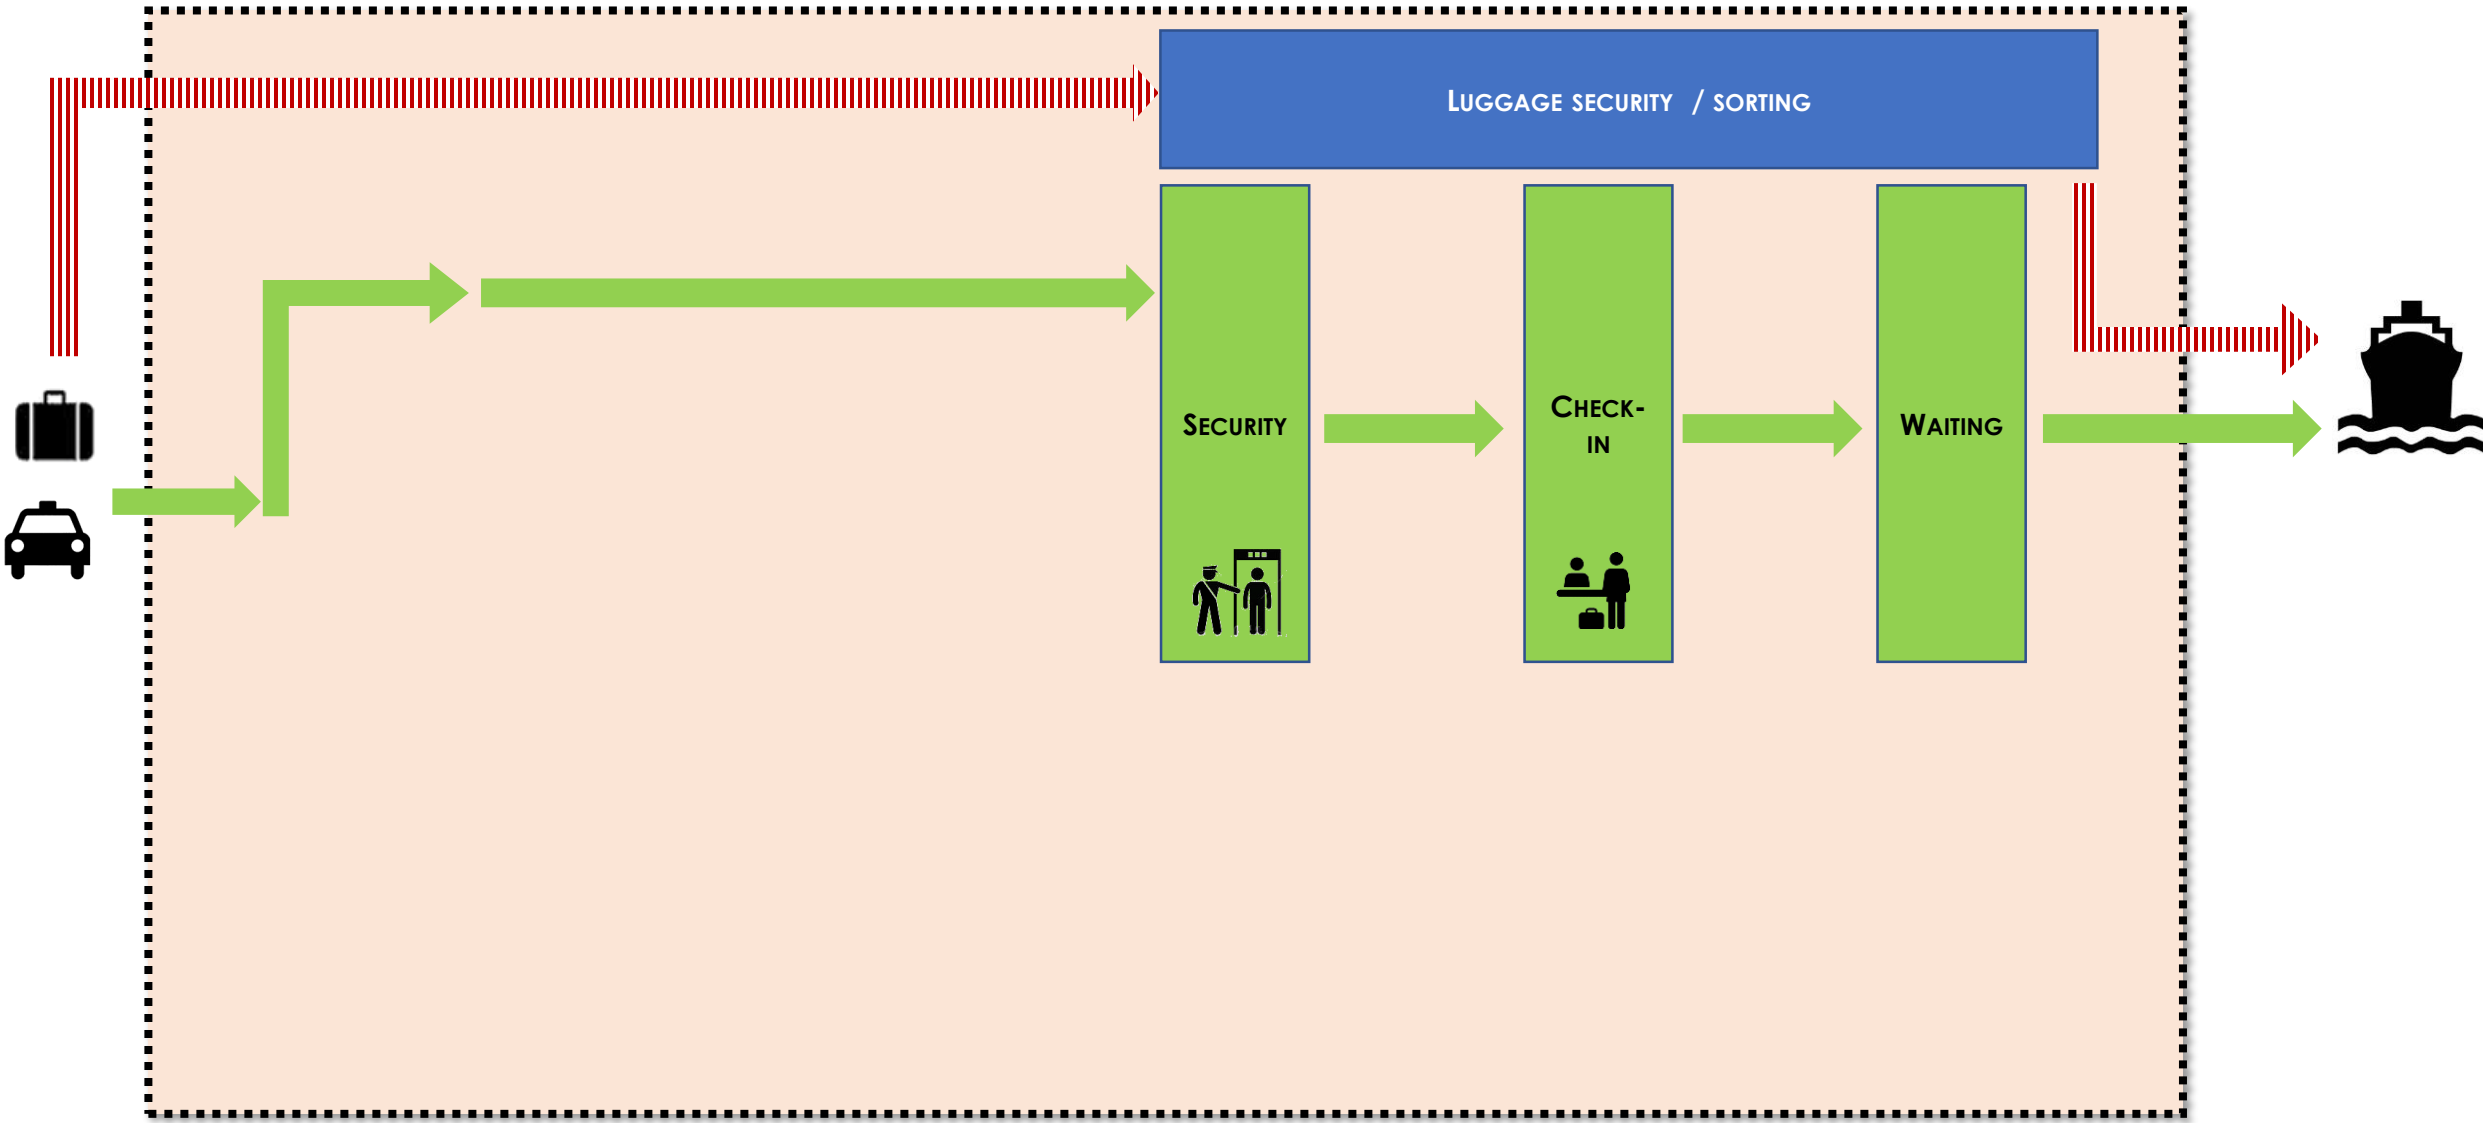 Luggage security / sorting
Security
Check-
in
Waiting